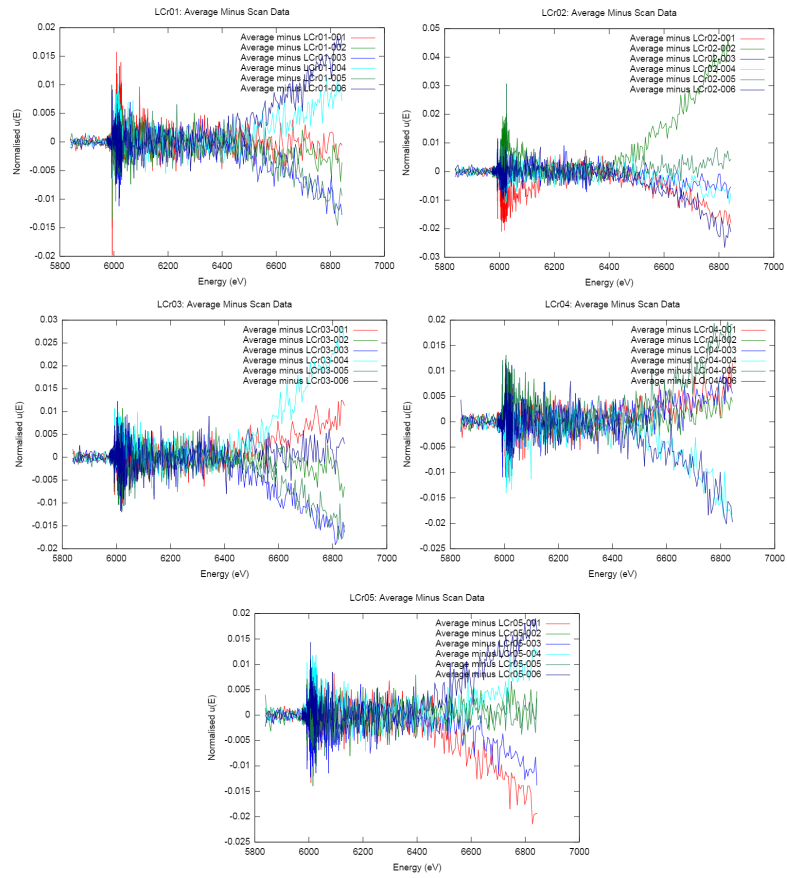 LCr01: Average Minus Scan Data
Normalised u(E)
0.02
0.015
0.01
0.005
0
-0.005
-0.01
-0.015
-0.02
Average minus LCr01-001
Average minus LCr01-002
Average minus LCr01-003
Average minus LCr01-004
Average minus LCr01-005
Average minus LCr01-006
5800 6000 6200 6400 6600 6800 7000
Energy (eV)
LCr02: Average Minus Scan Data
Normalised u(E)
0.05
0.04
0.03
0.02
0.01
0
-0.01
-0.02
-0.03
Average minus LCr02-001
Average minus LCr02-002
Average minus LCr02-003
Average minus LCr02-004
Average minus LCr02-005
Average minus LCr02-006
5800 6000 6200 6400 6600 6800 7000
Energy (eV)
LCr03: Average Minus Scan Data
Normalised u(E)
0.03
0.025
0.02
0.015
0.01
0.005
0
-0.005
-0.01
-0.015
-0.02
Average minus LCr03-001
Average minus LCr03-002
Average minus LCr03-003
Average minus LCr03-004
Average minus LCr03-005
Average minus LCr03-006
5800 6000 6200 6400 6600 6800 7000
Energy (eV)
LCr04: Average Minus Scan Data
Normalised u(E)
0.02
0.015
0.01
0.005
0
-0.005
-0.01
-0.015
-0.02
-0.025
Average minus LCr04-001
Average minus LCr04-002
Average minus LCr04-003
Average minus LCr04-004
Average minus LCr04-005
Average minus LCr04-006
5800 6000 6200 6400 6600 6800 7000
Energy (eV)
LCr05: Average Minus Scan Data
Normalised u(E)
0.02
0.015
0.01
0.005
0
-0.005
-0.01
-0.015
-0.02
-0.025
Average minus LCr05-001
Average minus LCr05-002
Average minus LCr05-003
Average minus LCr05-004
Average minus LCr05-005
Average minus LCr05-006
5800 6000 6200 6400 6600 6800 7000
Energy (eV)